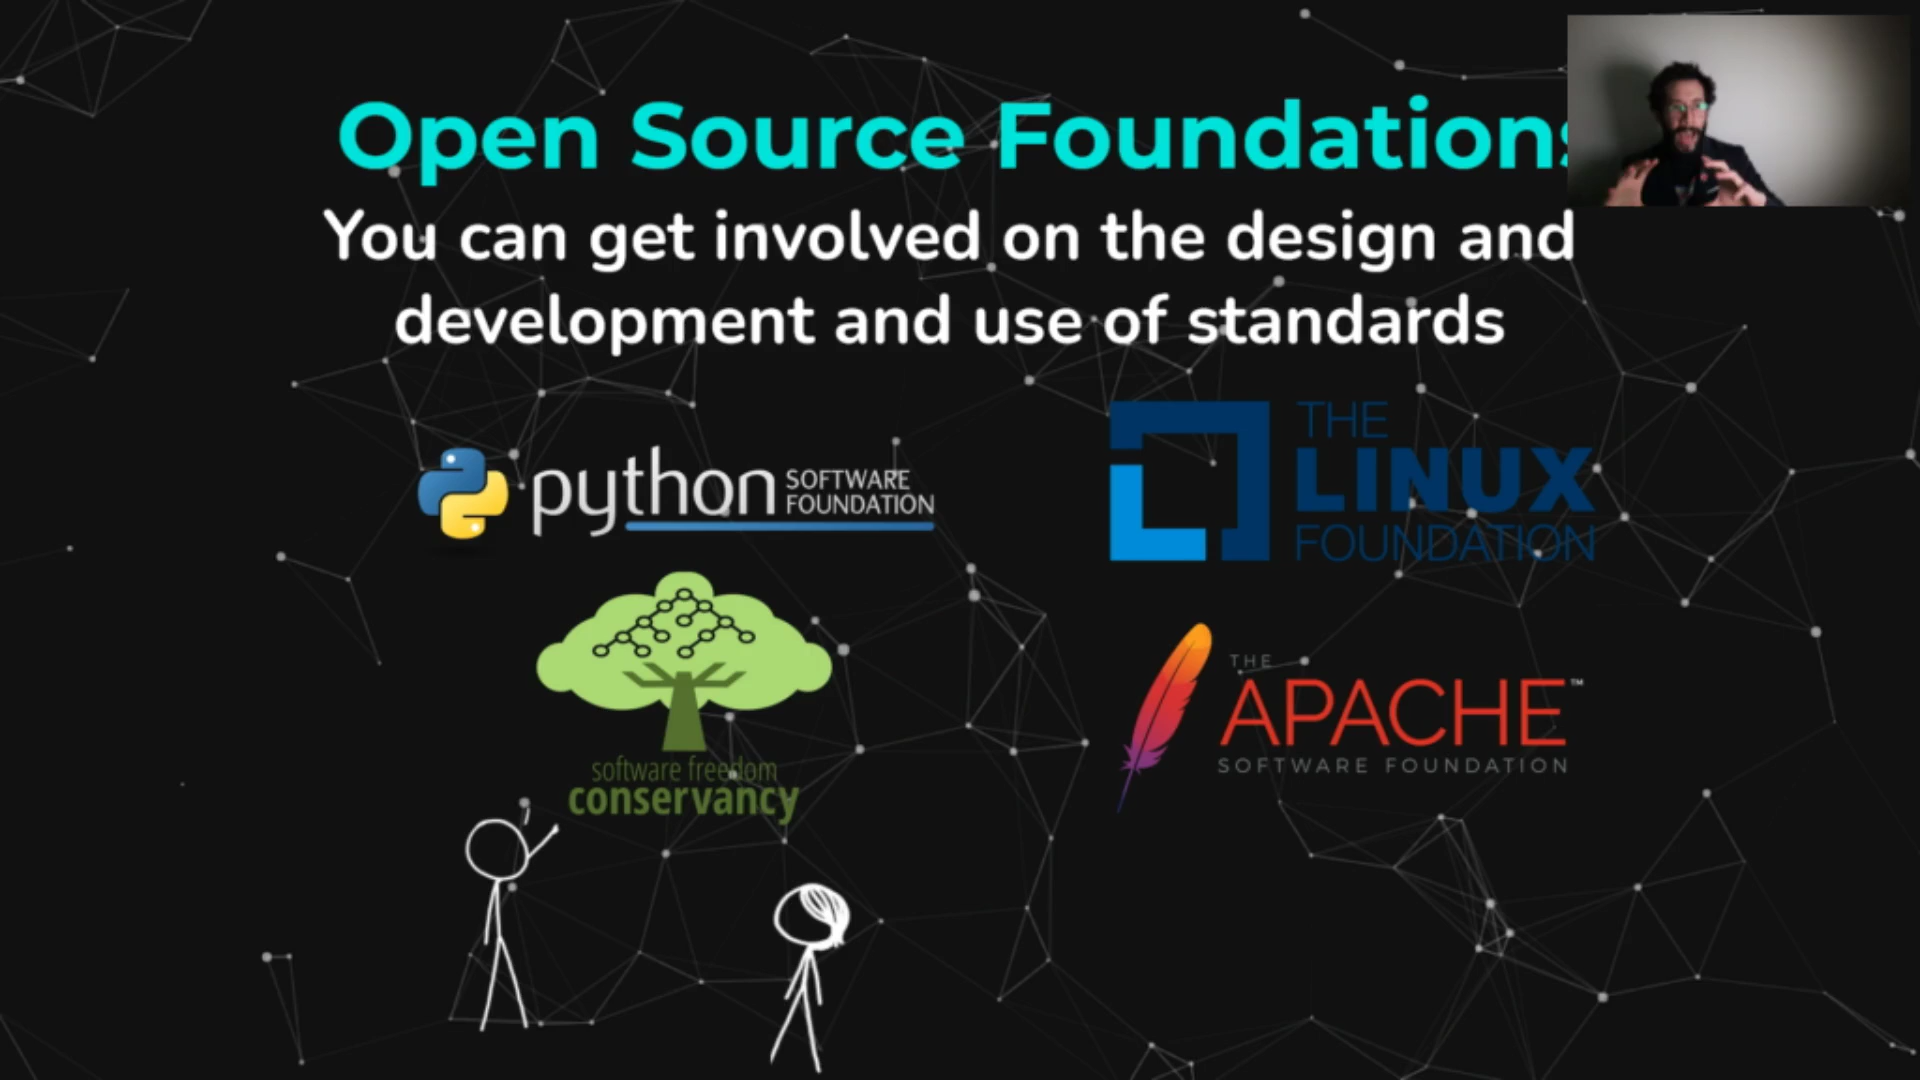 Open Source Foundations
You can get involved on the design and
development and use of standards
python SOFTWARE
FOUNDATION
THE
LINUX
FOUNDATION
software freedom
conservancy
THE
APACHE™
SOFTWARE FOUNDATION